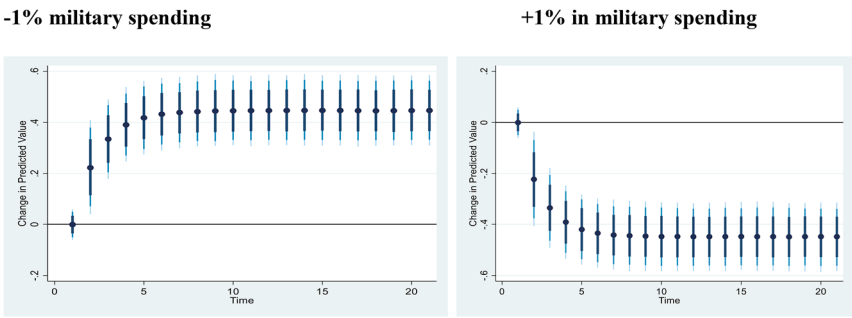 -1% military spending
+1% in military spending
Change in Predicted Value
.6
.4
.2
0
-.2
0 5 10 15 20
Time
Change in Predicted Value
.2
0
-.2
-.4
-.6
0 5 10 15 20
Time